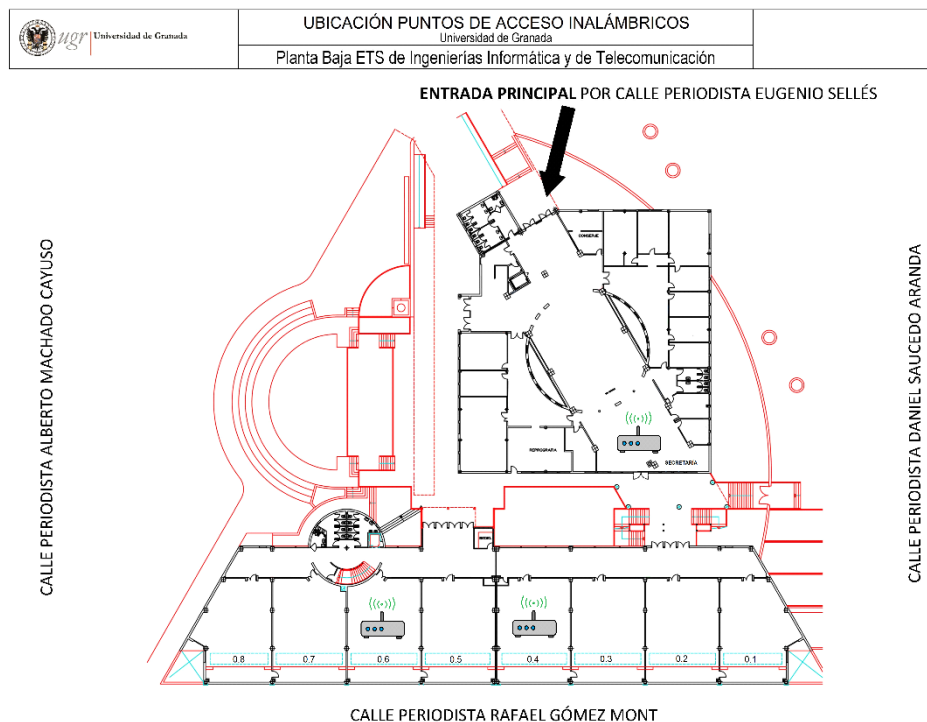 ugr Universidad de Granada
UBICACIÓN PUNTOS DE ACCESO INALÁMBRICOS
Universidad de Granada
Planta Baja ETS de Ingenierías Informática y de Telecomunicación
ENTRADA PRINCIPAL POR CALLE PERIODISTA EUGENIO SELLÉS
CALLE PERIODISTA ALBERTO MACHADO CAYUSO
CALLE PERIODISTA DANIEL SAUCEDO ARANDA
CONSERJE
REPROGRAFIA
SECRETARIA
0.8
0.7
0.6
0.5
0.4
0.3
0.2
0.1
CALLE PERIODISTA RAFAEL GÓMEZ MONT